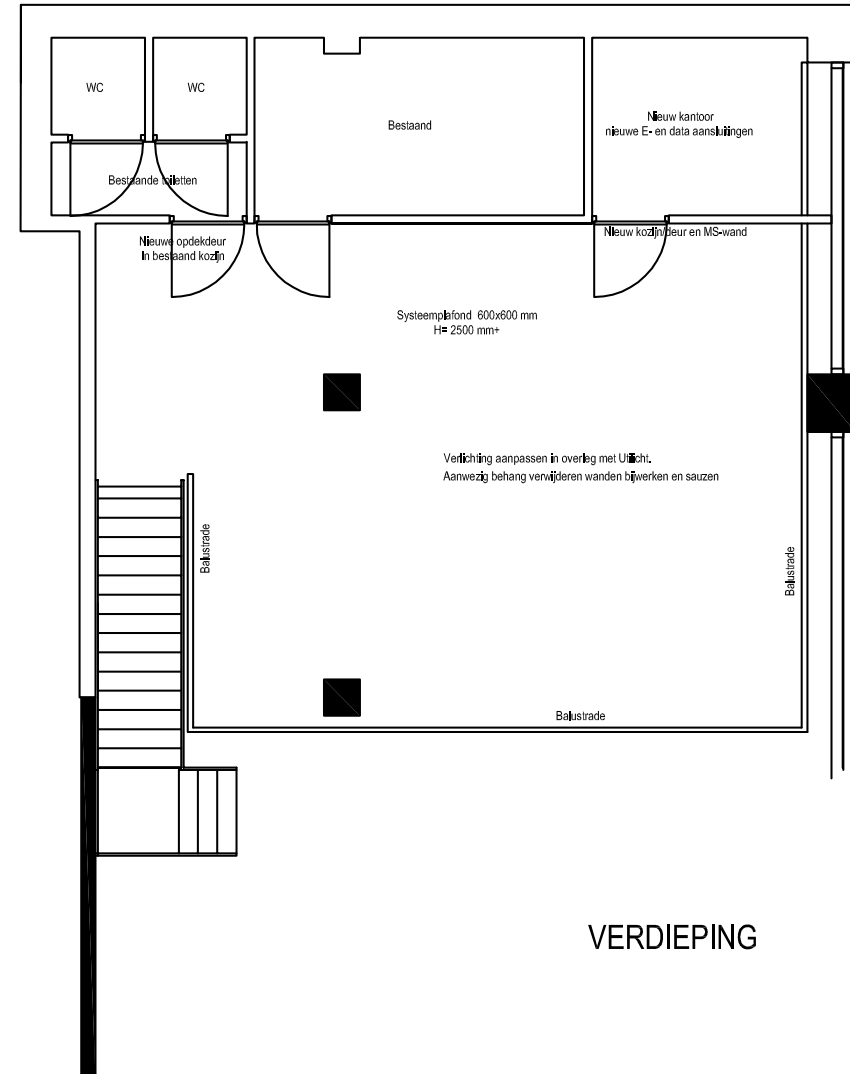 WC
WC
Bestaand
Nieuw kantoor
nieuwe E- en data aansluitingen
Bestaande toiletten
Nieuwe opdekdeur
In bestaand kozijn
Nieuw kozijn/deur en MS-wand
Systeemplafond 600x600 mm
H= 2500 mm+
Verlichting aanpassen in overleg met Utilicht.
Aanwezig behang verwijderen wanden bijwerken en sauzen
Balustrade
Balustrade
Balustrade
VERDIEPING